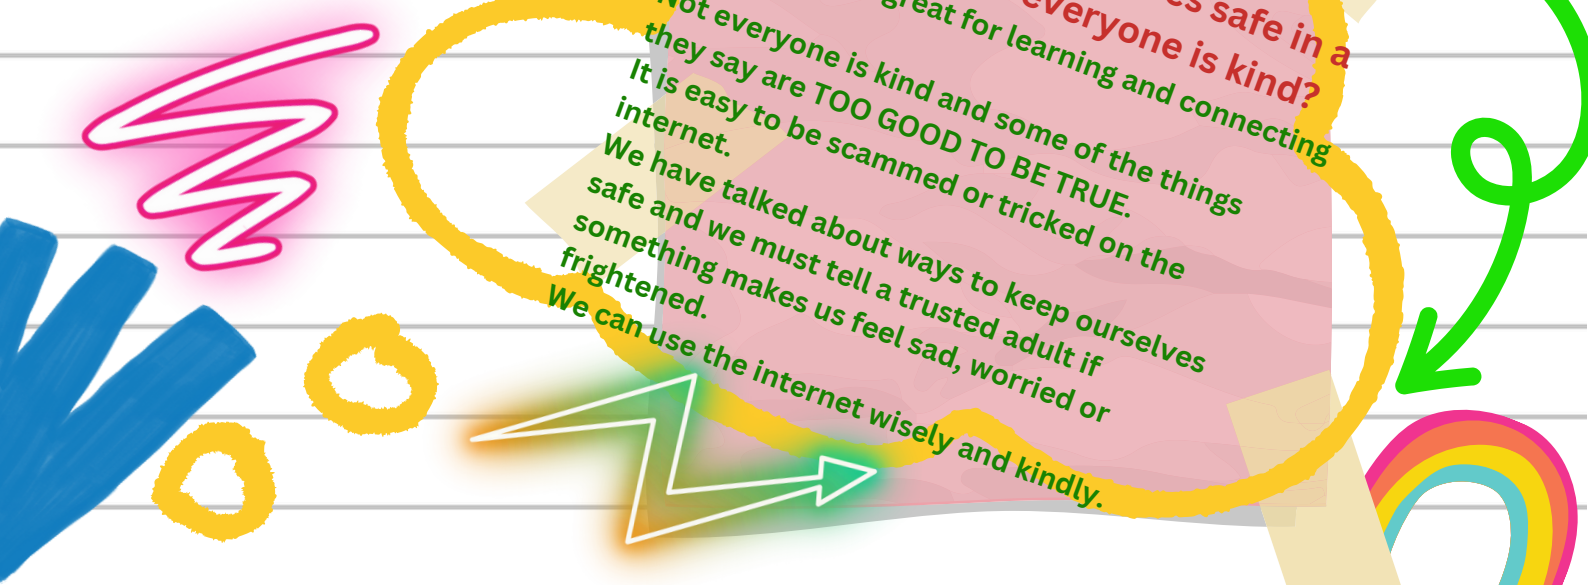 es safe in a
everyone is kind?
great for learning and connecting
Not everyone is kind and some of the things
they say are TOO GOOD TO BE TRUE.
It is easy to be scammed or tricked on the
internet.
We have talked about ways to keep ourselves
safe and we must tell a trusted adult if
something makes us feel sad, worried or
frightened.
We can use the internet wisely and kindly.